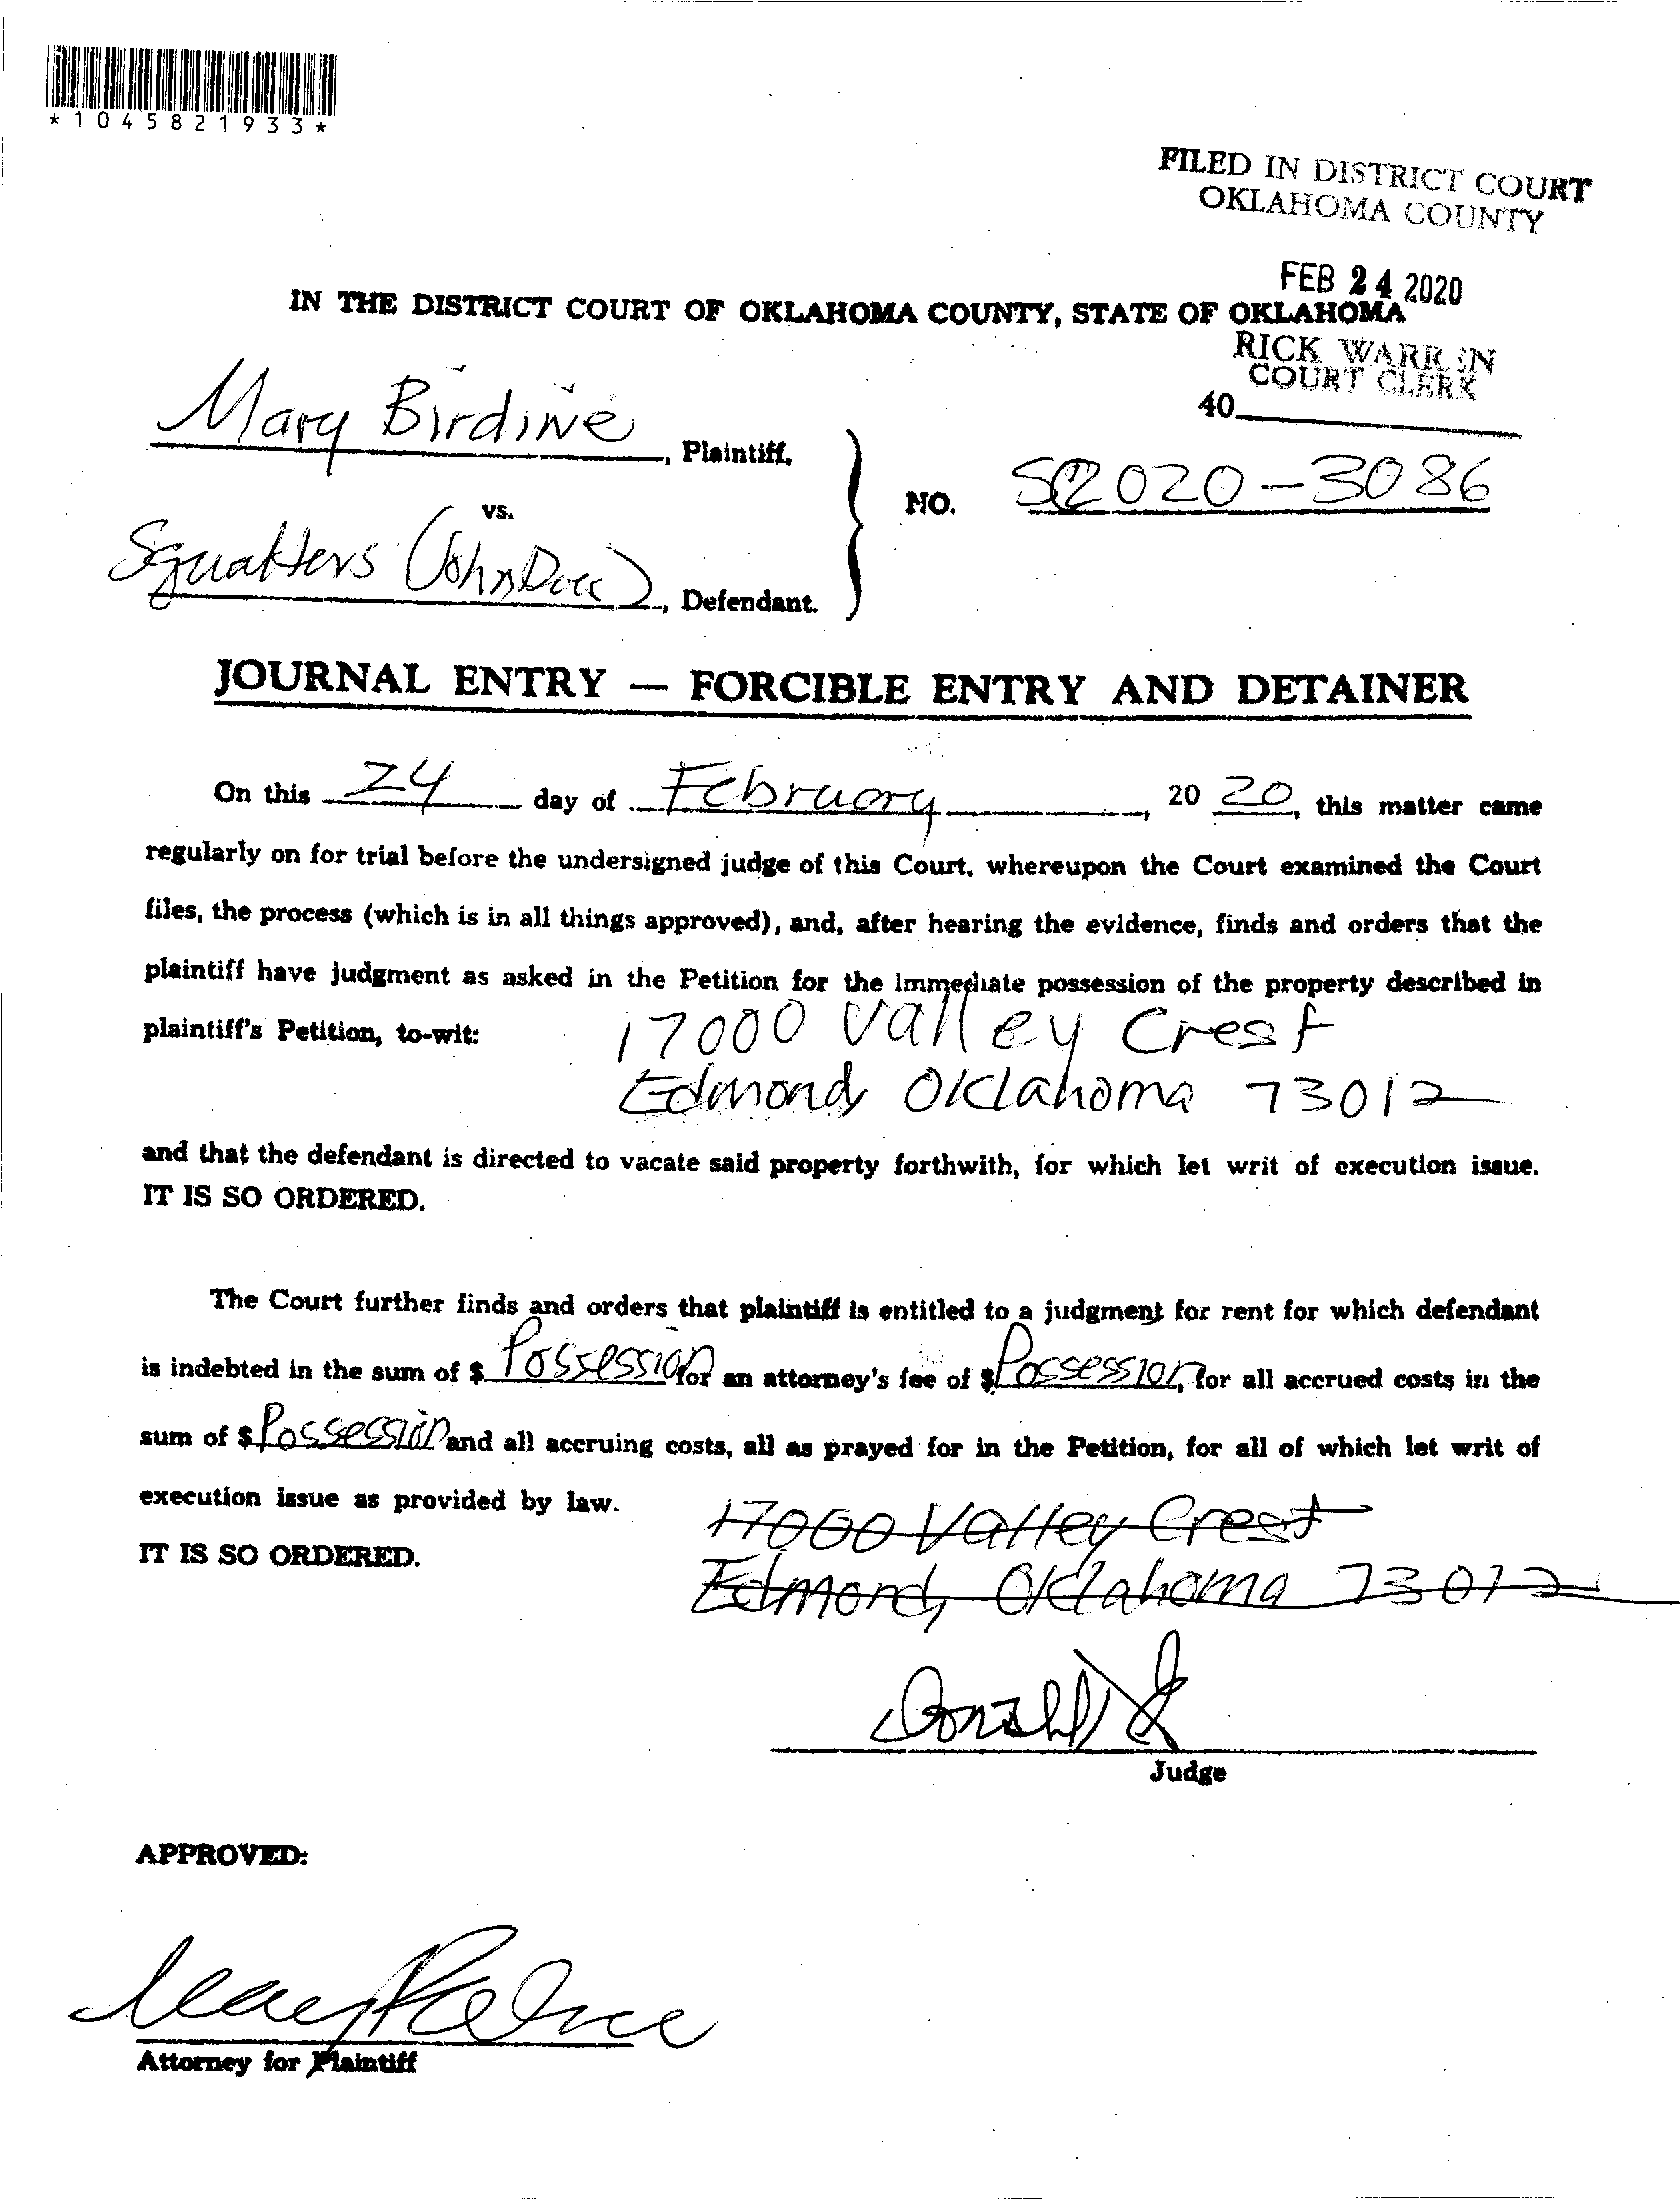 *1045821933*
FILED IN DISTRICT COURT
OKLAHOMA COUNTY
FEB 24 2020
IN THE DISTRICT COURT OF OKLAHOMA COUNTY, STATE OF OKLAHOMA
RICK WARREN
COURT CLERK
40
Mary Birdine, Plaintiff,
vs.
NO. SC2020-3086
Squatters (John Doe), Defendant.
JOURNAL ENTRY — FORCIBLE ENTRY AND DETAINER
On this 24 day of February, 20 20, this matter came
regularly on for trial before the undersigned judge of this Court, whereupon the Court examined the Court
files, the process (which is in all things approved), and, after hearing the evidence, finds and orders that the
plaintiff have judgment as asked in the Petition for the immediate possession of the property described in
plaintiff's Petition, to-wit: 17000 Valley Crest
Edmond, Oklahoma 73012
and that the defendant is directed to vacate said property forthwith, for which let writ of execution issue.
IT IS SO ORDERED.
The Court further finds and orders that plaintiff is entitled to a judgment for rent for which defendant
is indebted in the sum of $ Possession for an attorney's fee of $ Possession, for all accrued costs in the
sum of $ Possession and all accruing costs, all as prayed for in the Petition, for all of which let writ of
execution issue as provided by law.
17000 Valley Crest
IT IS SO ORDERED.
Edmond, Oklahoma 73012
Judge
APPROVED:
Attorney for Plaintiff